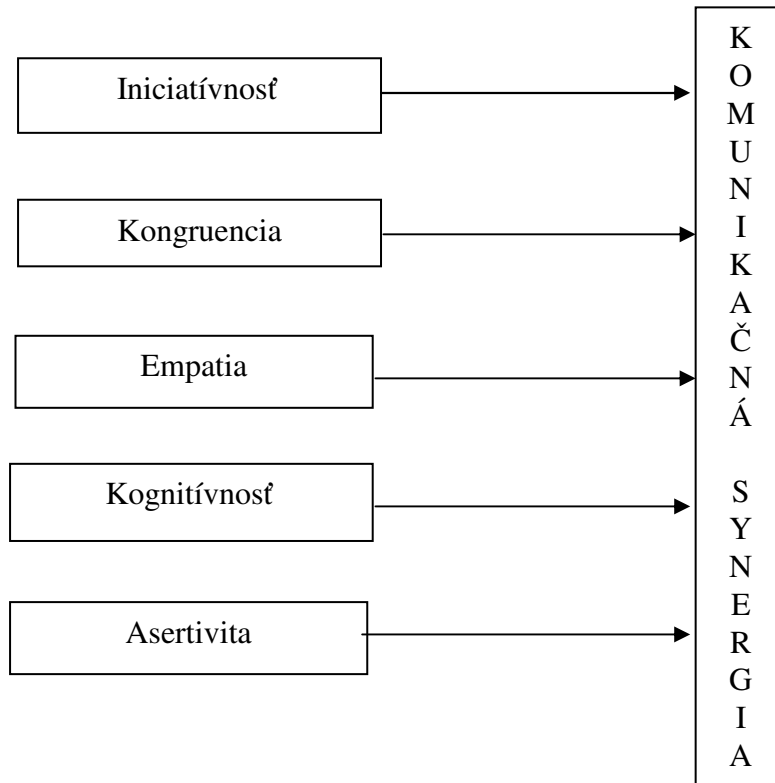 Iniciatívnosť
Kongruencia
Empatia
Kognitívnosť
Asertivita
K
O
M
U
N
I
K
A
Č
N
Á
S
Y
N
E
R
G
I
A